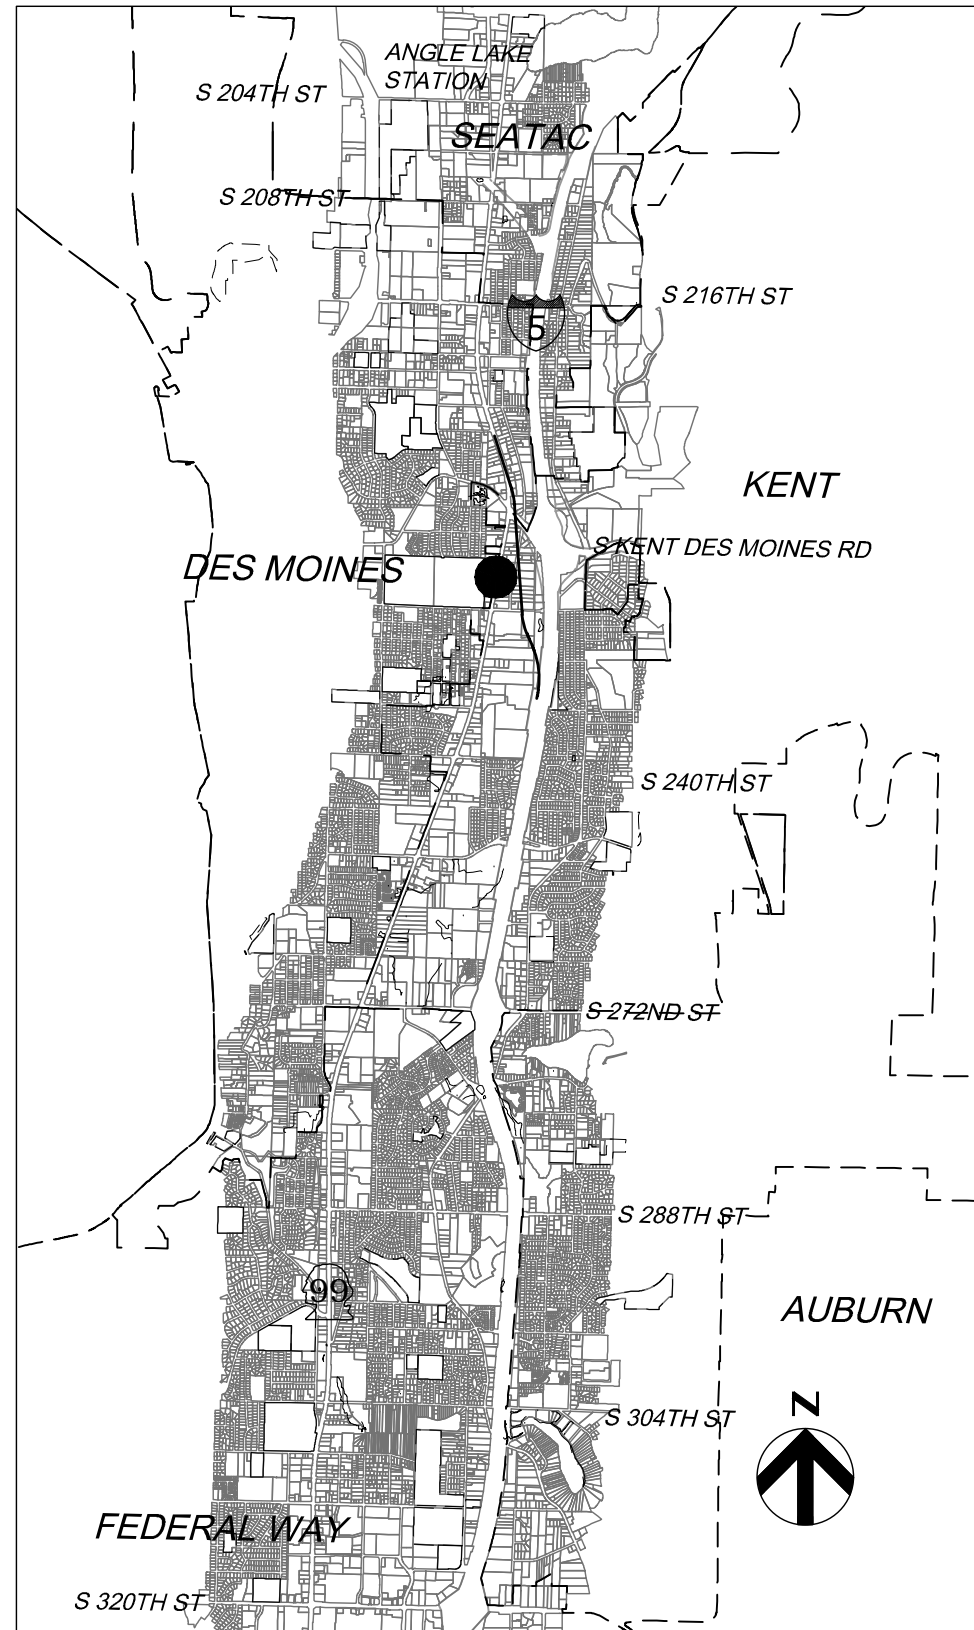 ANGLE LAKE
STATION
S 204TH ST
SEATAC
S 208TH ST
S 216TH ST
5
KENT
S KENT DES MOINES RD
DES MOINES
S 240TH ST
S 272ND ST
S 288TH ST
99
AUBURN
N
S 304TH ST
FEDERAL WAY
S 320TH ST